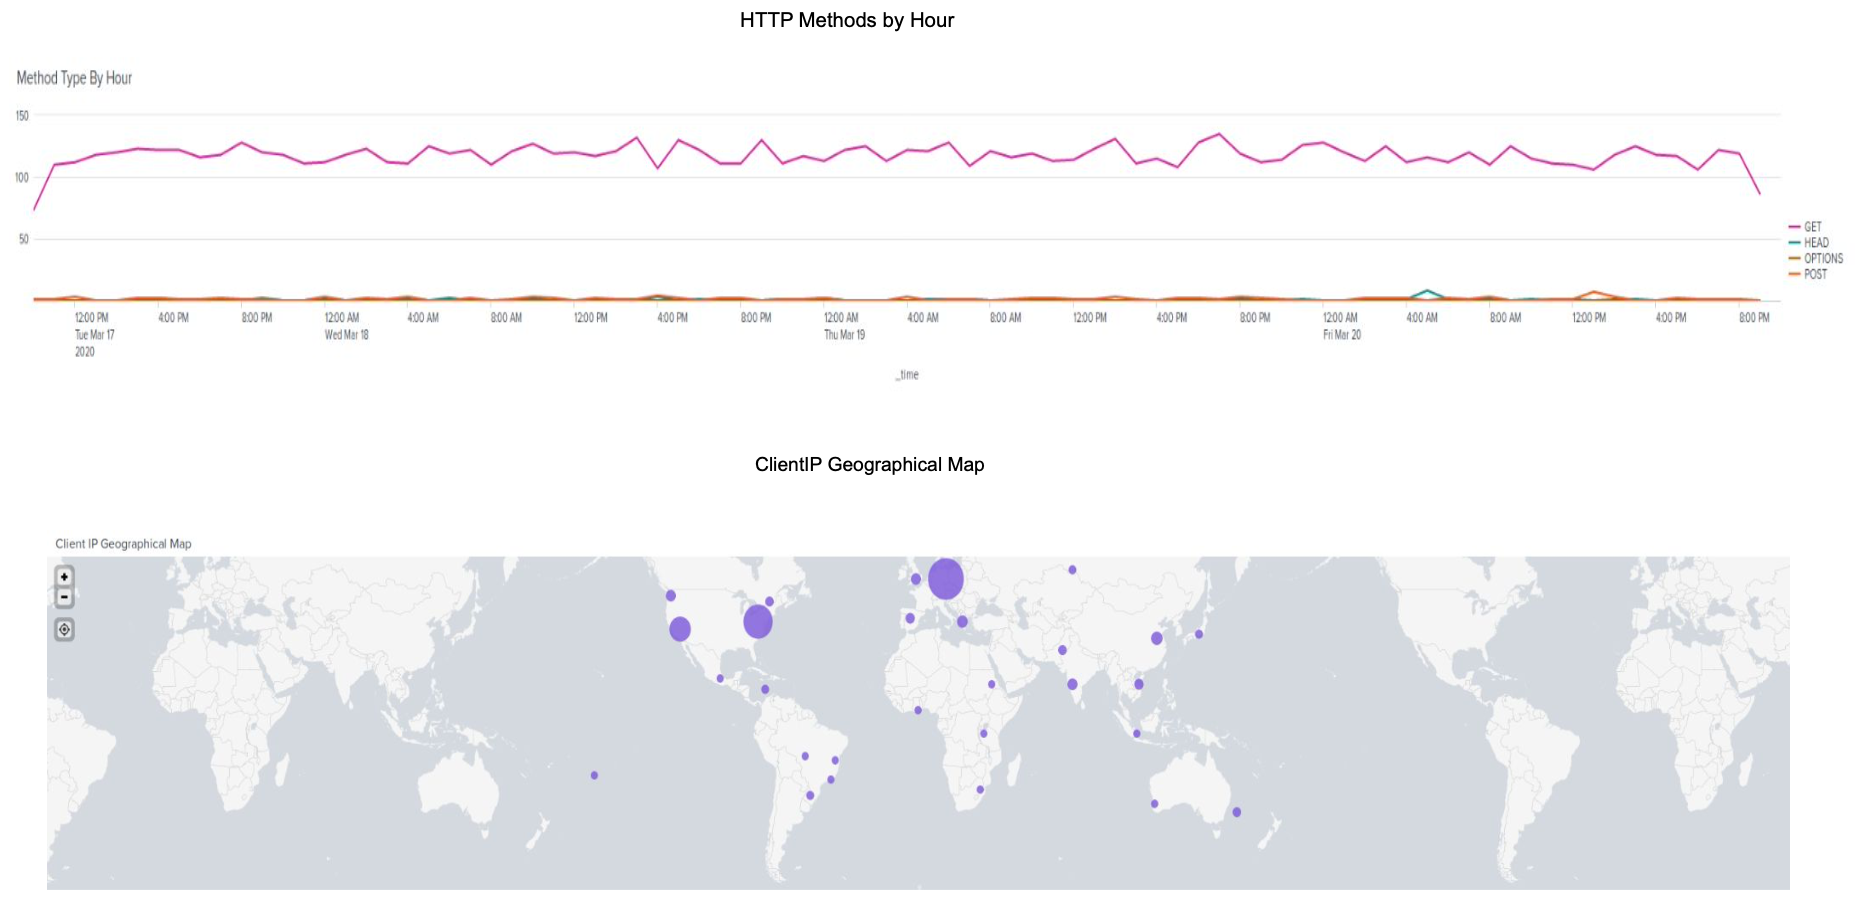 HTTP Methods by Hour
Method Type By Hour
150
100
50
GET
HEAD
OPTIONS
POST
12:00 PM 4:00 PM 8:00 PM 12:00 AM 4:00 AM 8:00 AM 12:00 PM 4:00 PM 8:00 PM 12:00 AM 4:00 AM 8:00 AM 12:00 PM 4:00 PM 8:00 PM 12:00 AM 4:00 AM 8:00 AM 12:00 PM 4:00 PM 8:00 PM
Tue Mar 17 Wed Mar 18 Thu Mar 19 Fri Mar 20
2020
_time
ClientIP Geographical Map
Client IP Geographical Map
+
-